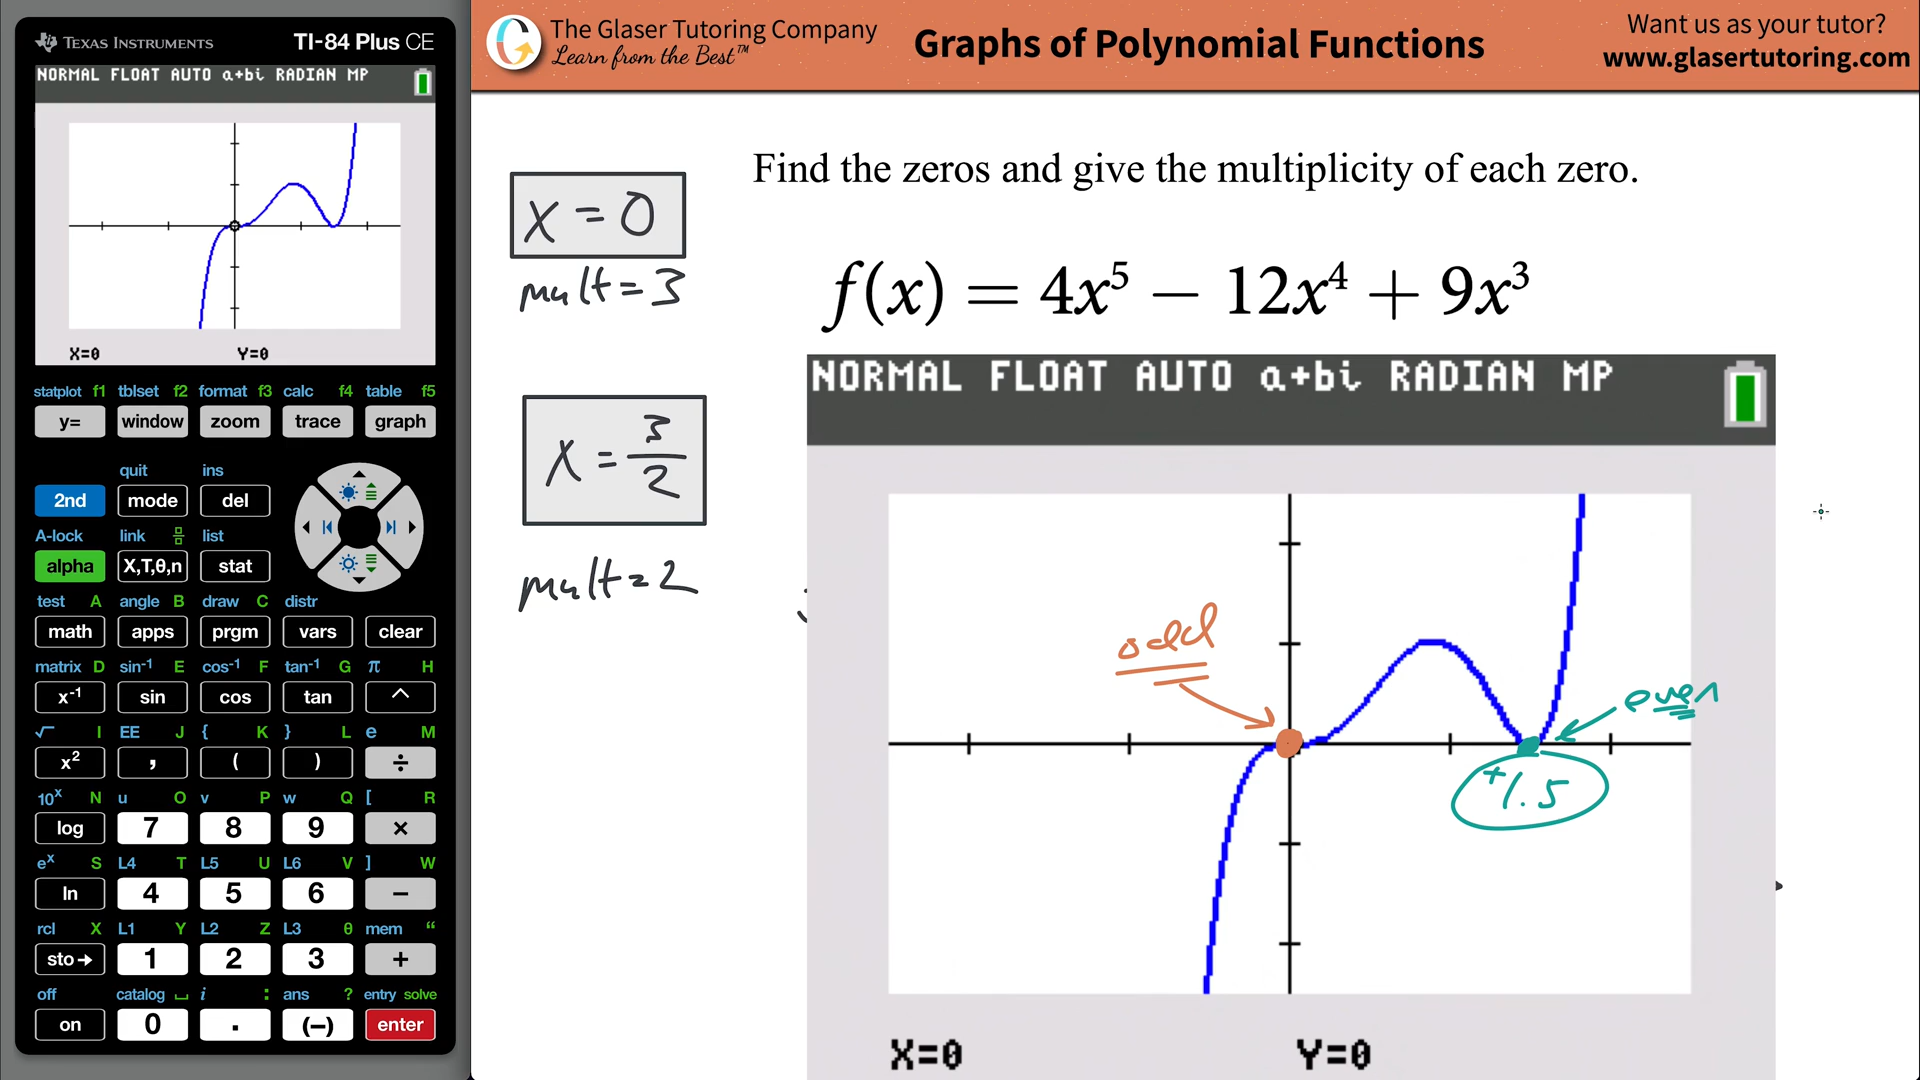 TEXAS INSTRUMENTS TI-84 Plus CE
NORMAL FLOAT AUTO a+bi RADIAN MP
X=0 Y=0
statplot f1 tblset f2 format f3 calc f4 table f5
y= window zoom trace graph
quit ins
2nd mode del
A-lock link list
alpha X,T,θ,n stat
test A angle B draw C distr
math apps prgm vars clear
matrix D sin⁻¹ E cos⁻¹ F tan⁻¹ G π H
x⁻¹ sin cos tan ^
√ I EE J { K } L e M
x² , ( ) ÷
10ˣ N u O v P w Q [ R
log 7 8 9 ×
eˣ S L4 T L5 U L6 V ] W
ln 4 5 6 −
rcl X L1 Y L2 Z L3 θ mem “
sto→ 1 2 3 +
off catalog ⎵ i : ans ? entry solve
on 0 . (−) enter
The Glaser Tutoring Company
Learn from the Best™
Graphs of Polynomial Functions
Want us as your tutor?
www.glasertutoring.com
Find the zeros and give the multiplicity of each zero.
f(x) = 4x⁵ − 12x⁴ + 9x³
x = 0
mult = 3
x = 3/2
mult = 2
NORMAL FLOAT AUTO a+bi RADIAN MP
odd
even
+1.5
X=0 Y=0